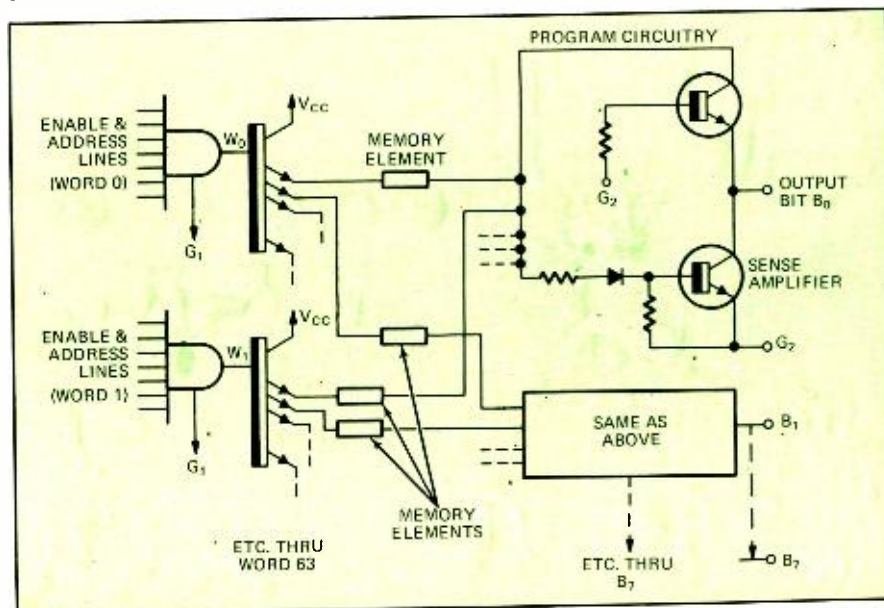 PROGRAM CIRCUITRY
ENABLE &
ADDRESS
LINES
(WORD 0)
W₀
G₁
V_CC
MEMORY
ELEMENT
G₂
OUTPUT
BIT B₀
SENSE
AMPLIFIER
G₂
ENABLE &
ADDRESS
LINES
(WORD 1)
W₁
G₁
V_CC
SAME AS
ABOVE
B₁
MEMORY
ELEMENTS
ETC. THRU
WORD 63
ETC. THRU
B₇
B₇